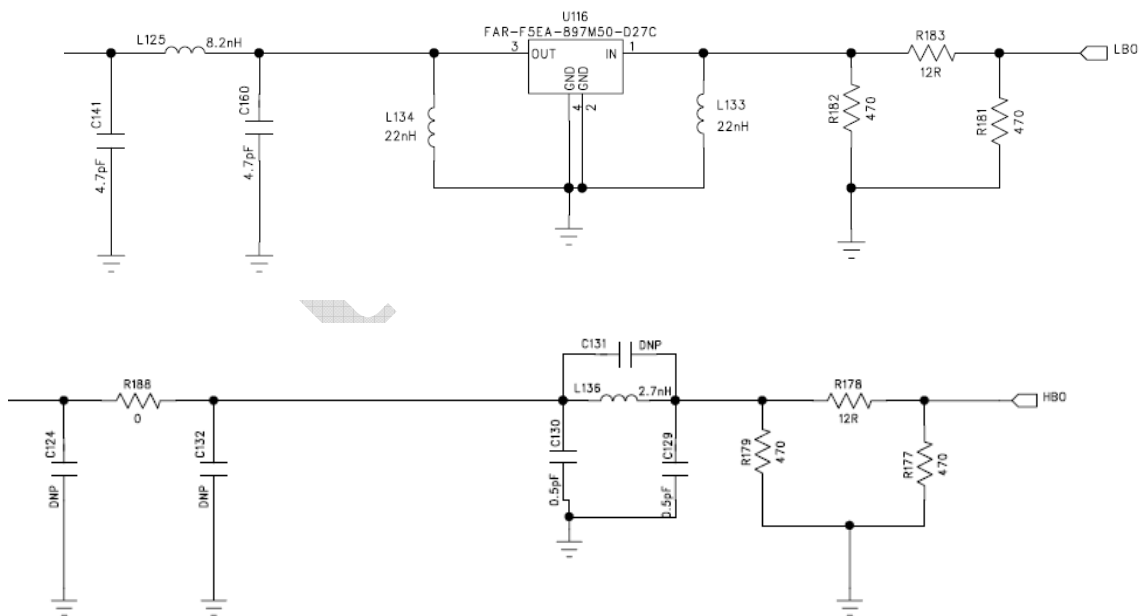 U116
FAR-F5EA-897M50-D27C
L125
8.2nH
3
OUT
IN
1
GND
GND
4
2
R183
12R
LBO
C141
4.7pF
C160
4.7pF
L134
22nH
L133
22nH
R182
470
R181
470
C131
DNP
R188
0
L136
2.7nH
R178
12R
HBO
C124
DNP
C132
DNP
C130
0.5pF
C129
0.5pF
R179
470
R177
470